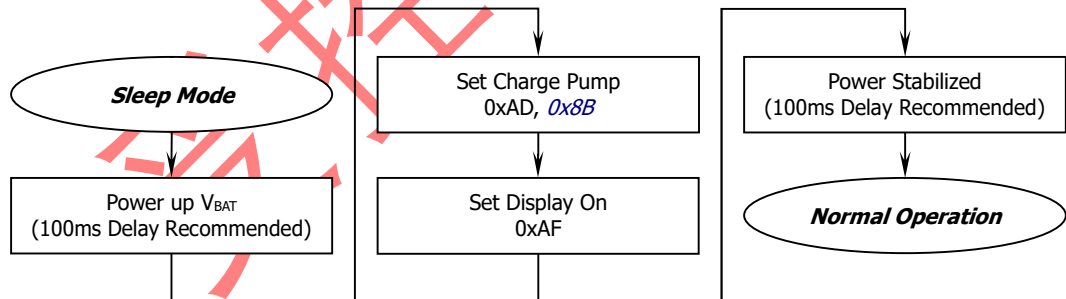 Sleep Mode
Power up VBAT
(100ms Delay Recommended)
Set Charge Pump
0xAD, 0x8B
Set Display On
0xAF
Power Stabilized
(100ms Delay Recommended)
Normal Operation